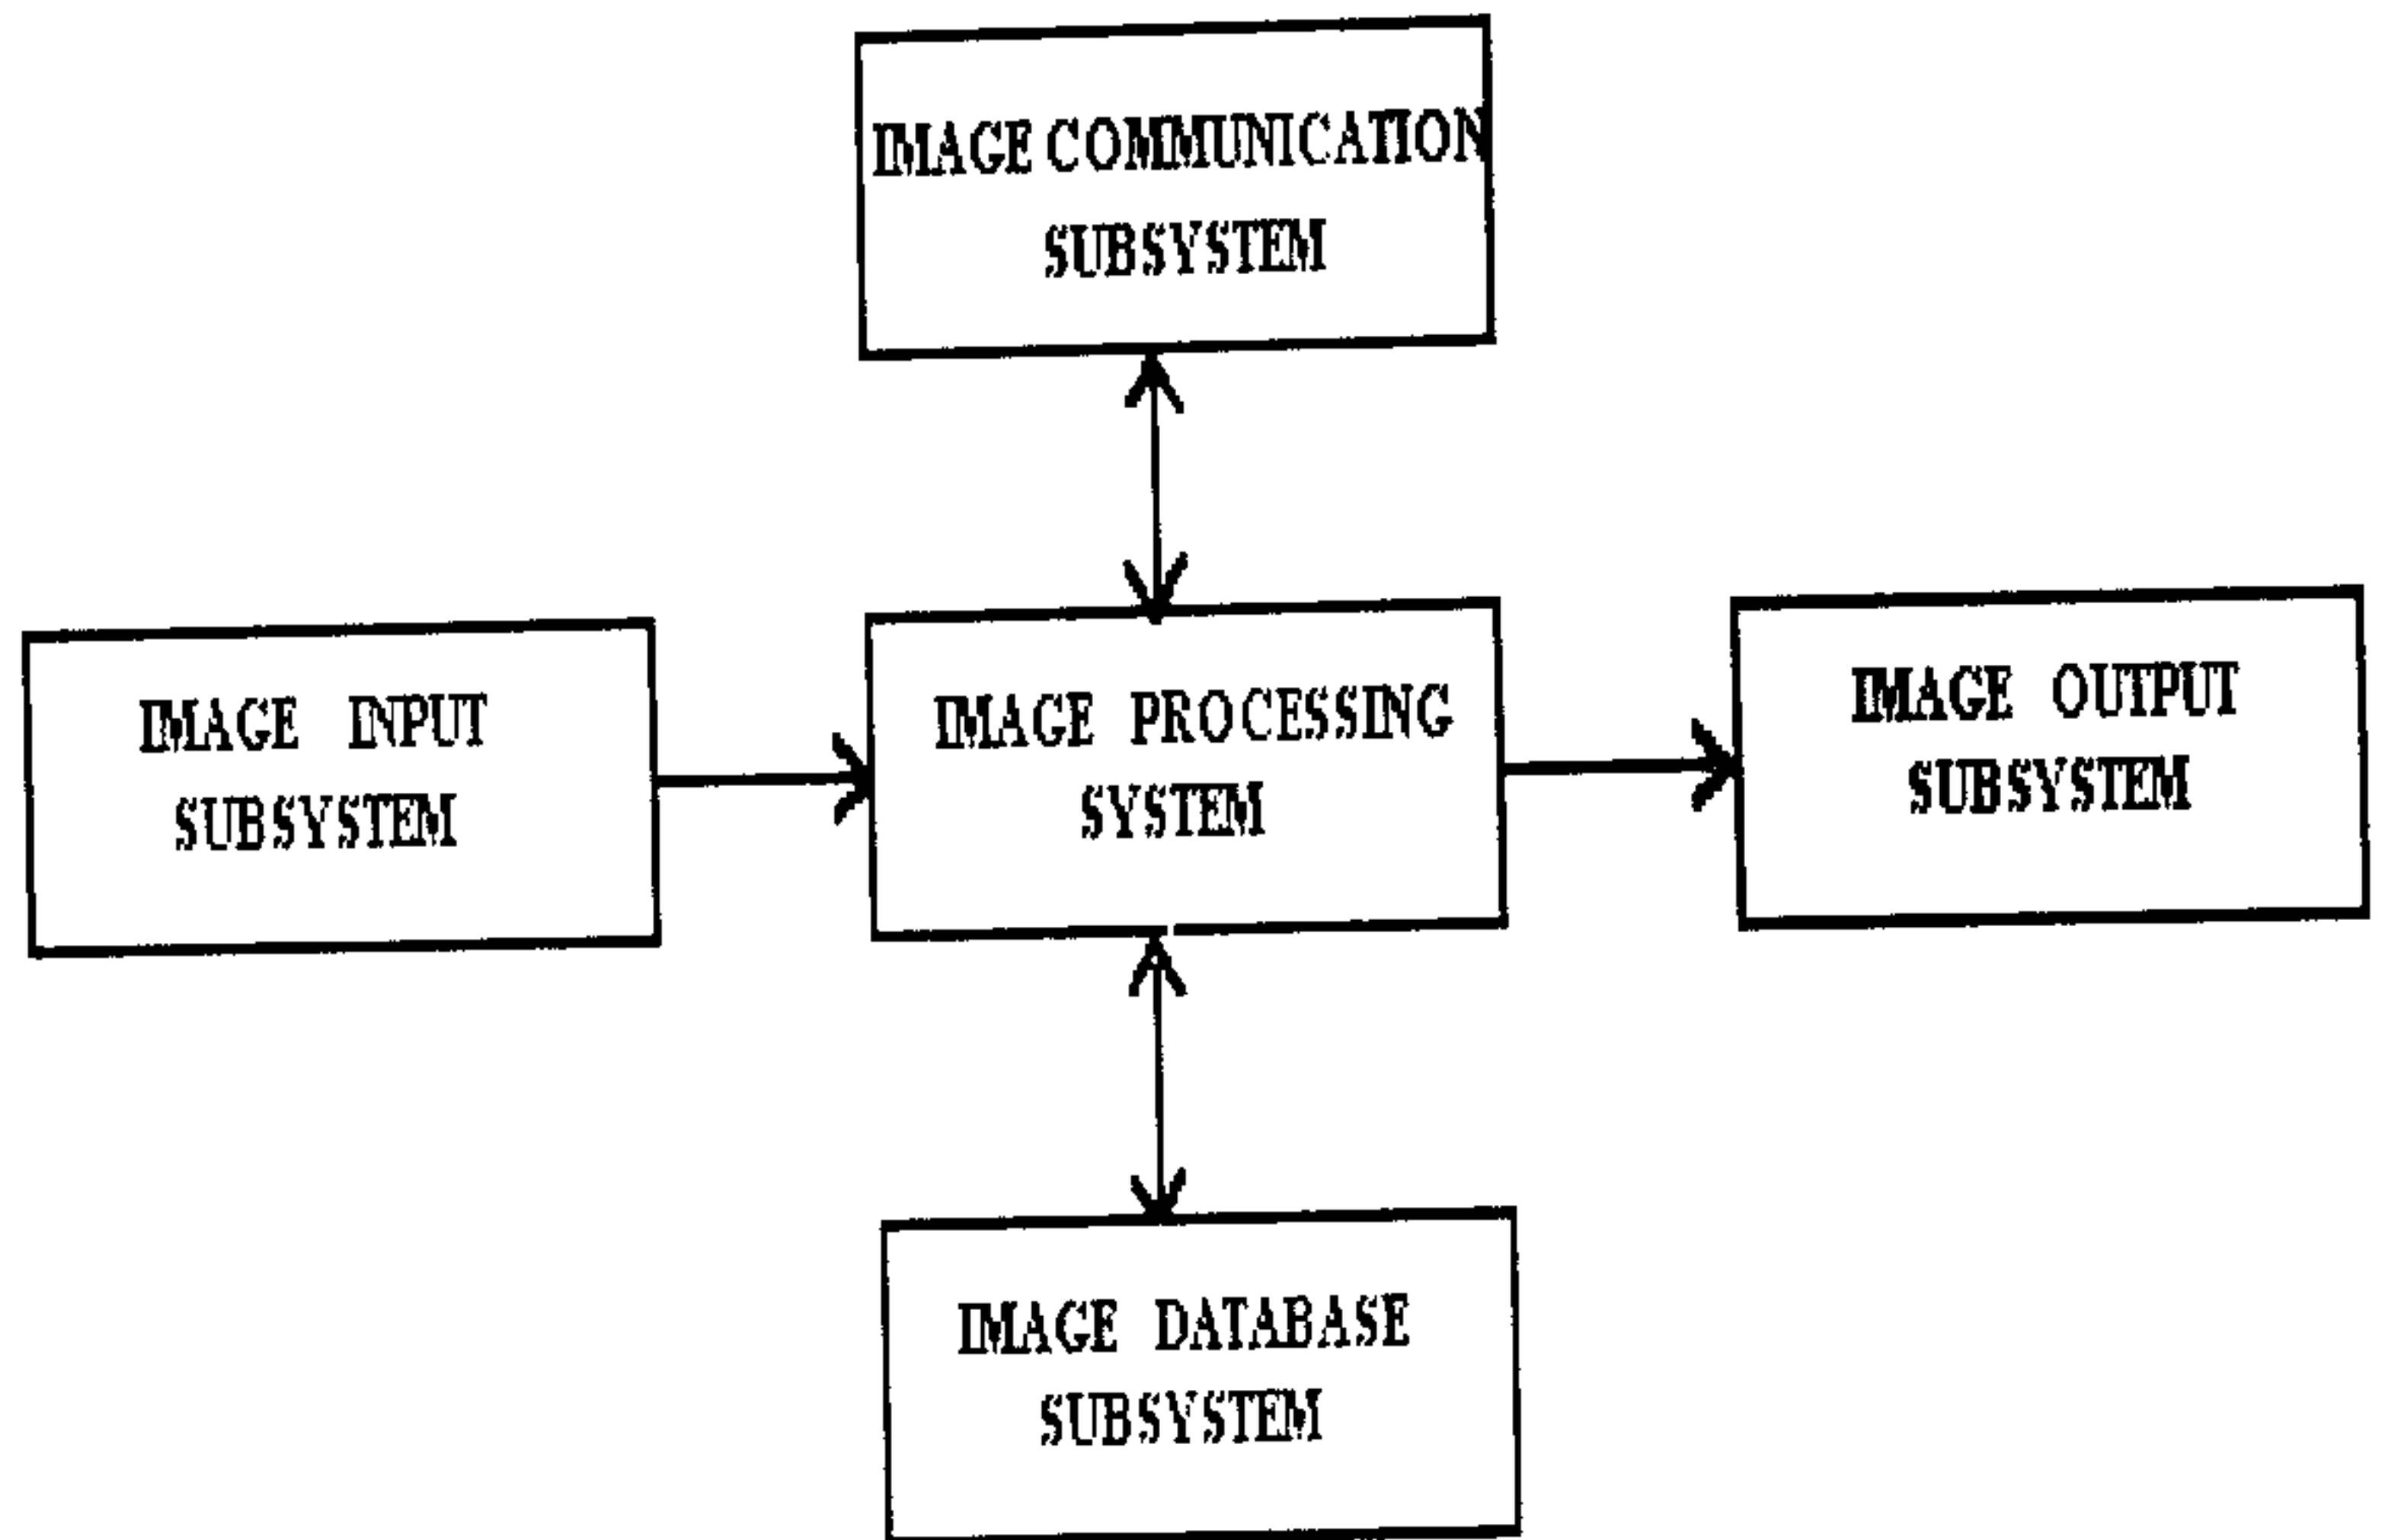 IMAGE COMMUNICATION
SUBSYSTEM
IMAGE INPUT
SUBSYSTEM
IMAGE PROCESSING
SYSTEM
IMAGE OUTPUT
SUBSYSTEM
IMAGE DATABASE
SUBSYSTEM